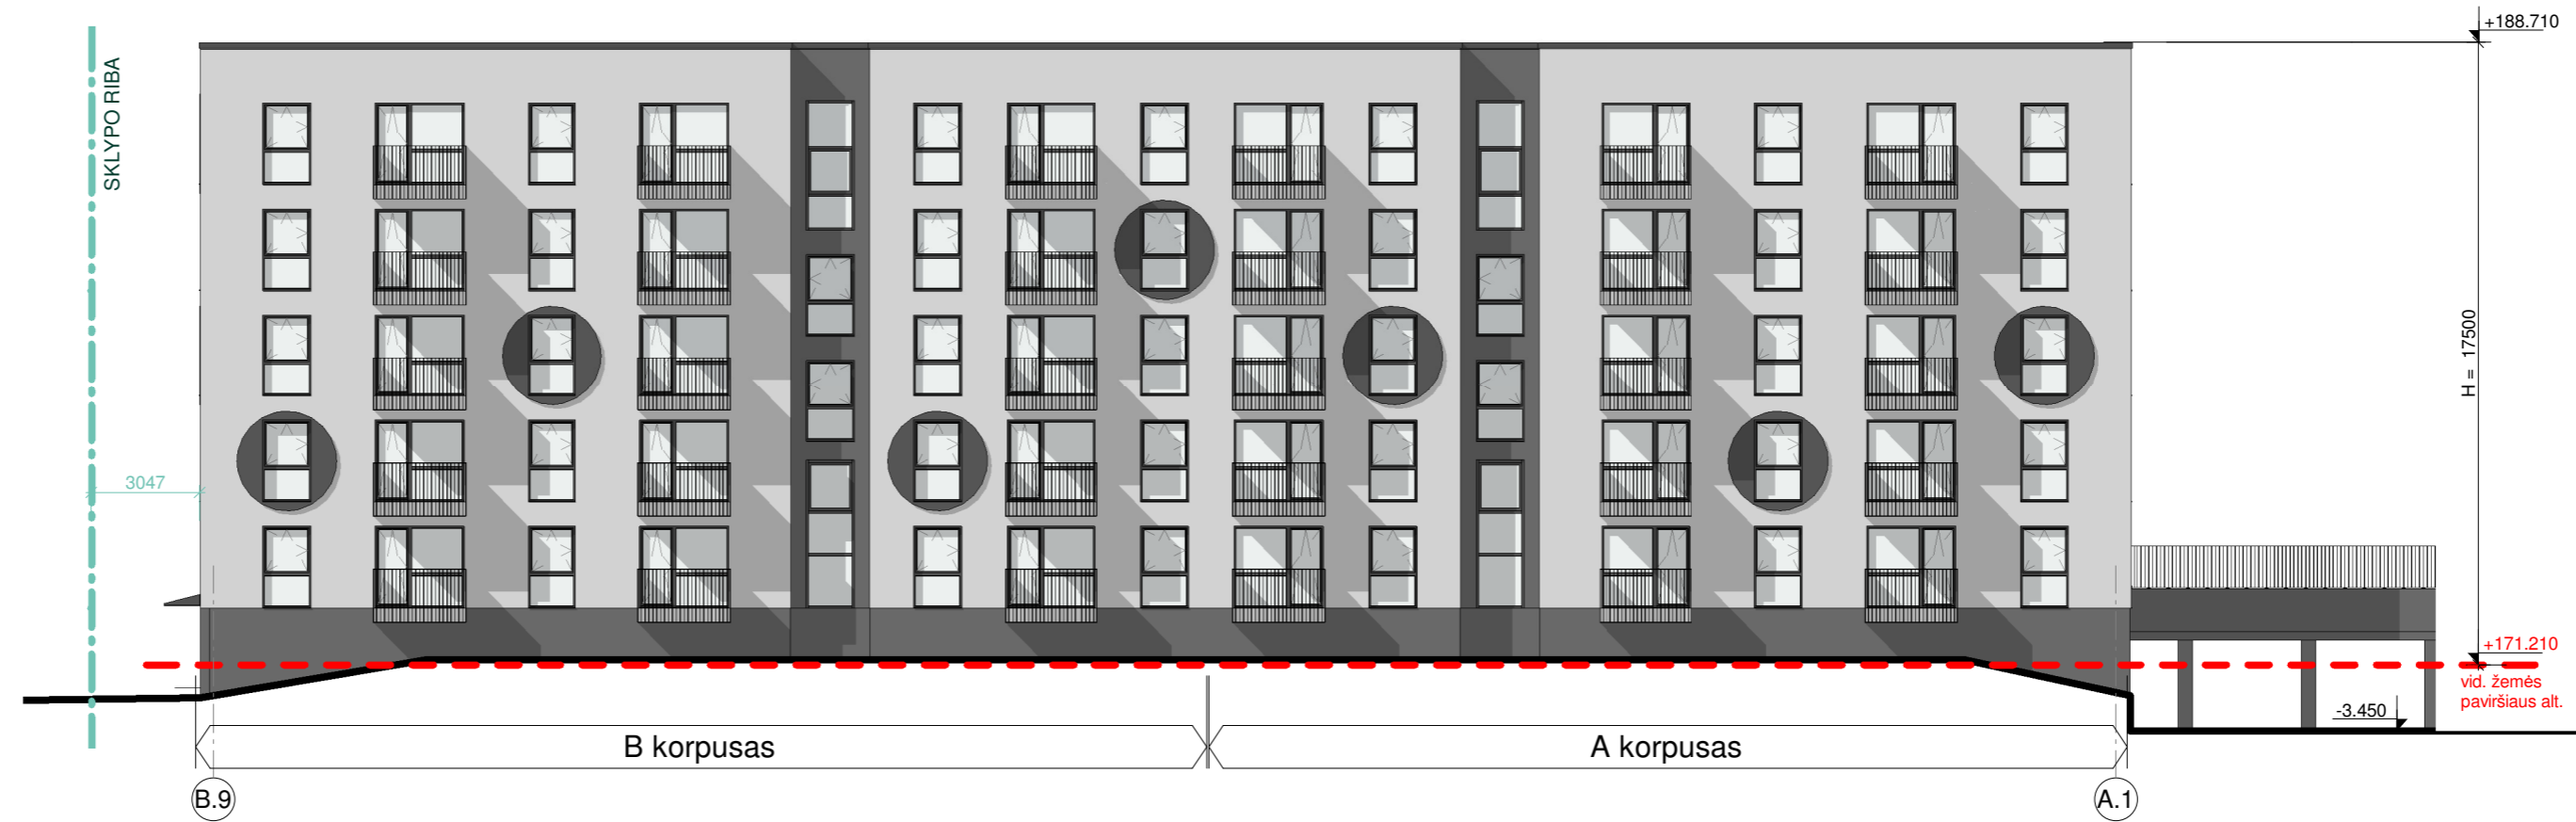 +188.710
SKLYPO RIBA
H = 17500
3047
+171.210
vid. žemės
paviršiaus alt.
-3.450
B korpusas
A korpusas
B.9
A.1